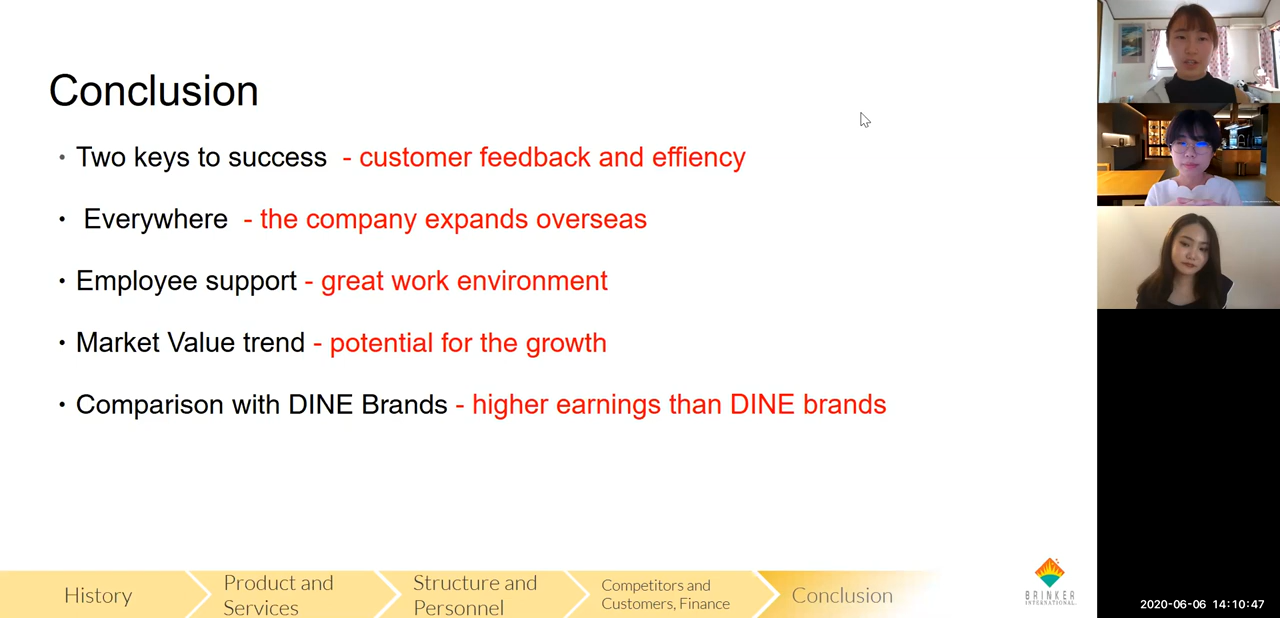 Conclusion
• Two keys to success - customer feedback and effiency
• Everywhere - the company expands overseas
• Employee support - great work environment
• Market Value trend - potential for the growth
• Comparison with DINE Brands - higher earnings than DINE brands
History
Product and
Services
Structure and
Personnel
Competitors and
Customers, Finance
Conclusion
BRINKER
INTERNATIONAL.
2020-06-06 14:10:47